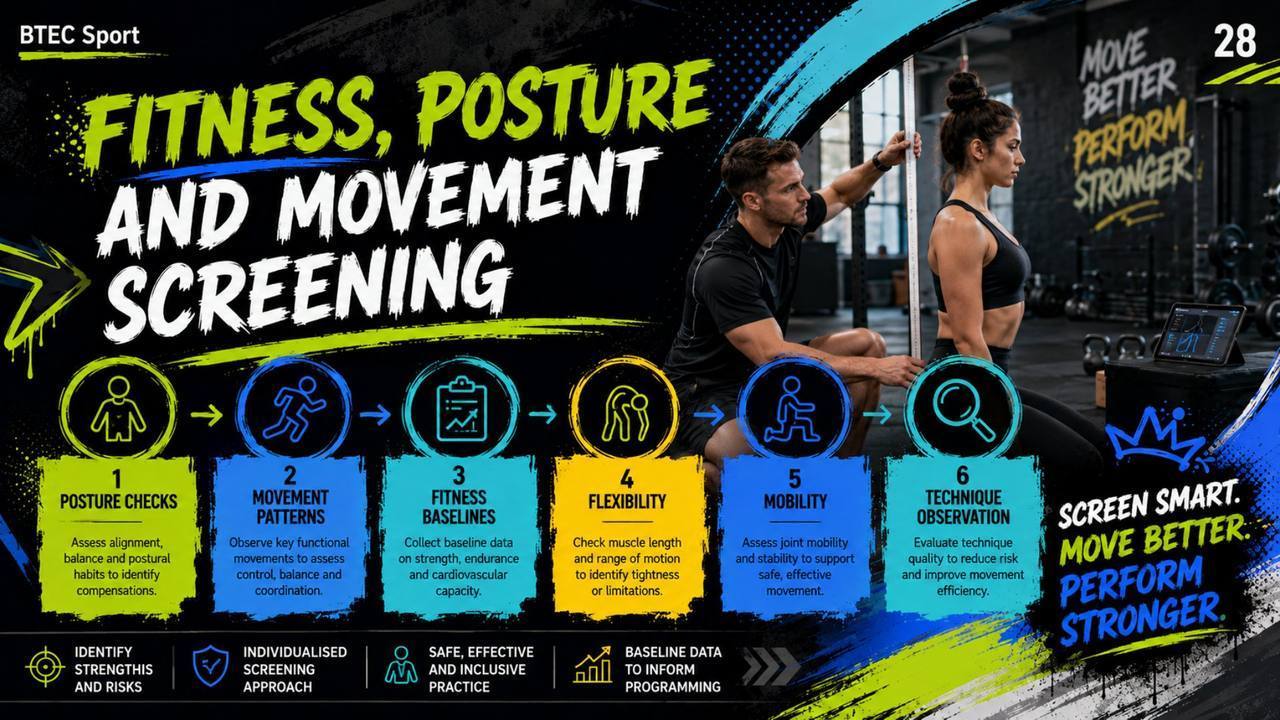 BTEC Sport
28
FITNESS, POSTURE
AND MOVEMENT
SCREENING
MOVE
BETTER
PERFORM
STRONGER
1
POSTURE CHECKS
Assess alignment,
balance and postural
habits to identify
compensations.
2
MOVEMENT
PATTERNS
Observe key functional
movements to assess
control, balance and
coordination.
3
FITNESS
BASELINES
Collect baseline data
on strength, endurance
and cardiovascular
capacity.
4
FLEXIBILITY
Check muscle length
and range of motion
to identify tightness
or limitations.
5
MOBILITY
Assess joint mobility
and stability to support
safe, effective
movement.
6
TECHNIQUE
OBSERVATION
Evaluate technique
quality to reduce risk
and improve movement
efficiency.
SCREEN SMART.
MOVE BETTER.
PERFORM
STRONGER.
IDENTIFY
STRENGTHIS
AND RISKS
INDIVIDUALISED
SCREENING
APPROACH
SAFE, EFFECTIVE
AND INCLUSIVE
PRACTICE
BASELINE DATA
TO INFORM
PROGRAMMING